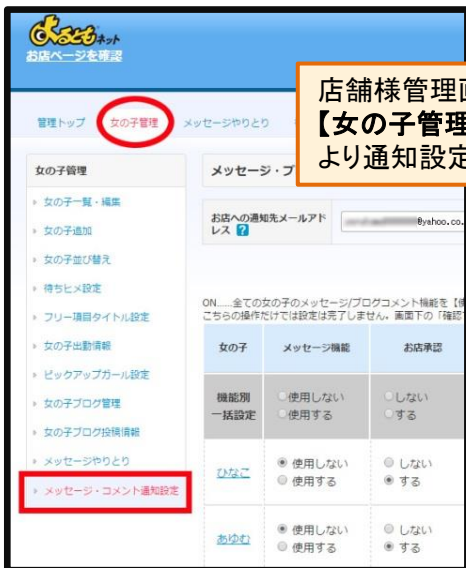 よるともネット
お店ページを確認
店舗様管理画
【女の子管理
より通知設定
管理トップ 女の子管理 メッセージやりとり
女の子管理
女の子一覧・編集
女の子追加
女の子並び替え
待ちヒメ設定
フリー項目タイトル設定
女の子出勤情報
ピックアップガール設定
女の子ブログ管理
女の子ブログ投稿情報
メッセージやりとり
メッセージ・コメント通知設定
メッセージ・ブ
お店への通知先メールアド
レス ?
@yahoo.co.
ON……全ての女の子のメッセージ/ブログコメント機能を【使
こちらの操作だけでは設定は完了しません。画面下の「確認
女の子 メッセージ機能 お店承認
機能別 使用しない しない
一括設定 使用する する
ひなこ 使用しない しない
使用する する
あゆむ 使用しない しない
使用する する